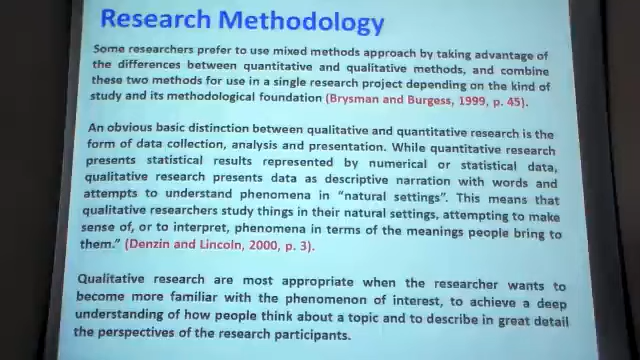 Research Methodology
Some researchers prefer to use mixed methods approach by taking advantage of
the differences between quantitative and qualitative methods, and combine
these two methods for use in a single research project depending on the kind of
study and its methodological foundation (Brysman and Burgess, 1999, p. 45).
An obvious basic distinction between qualitative and quantitative research is the
form of data collection, analysis and presentation. While quantitative research
presents statistical results represented by numerical or statistical data,
qualitative research presents data as descriptive narration with words and
attempts to understand phenomena in “natural settings”. This means that
qualitative researchers study things in their natural settings, attempting to make
sense of, or to interpret, phenomena in terms of the meanings people bring to
them.” (Denzin and Lincoln, 2000, p. 3).
Qualitative research are most appropriate when the researcher wants to
become more familiar with the phenomenon of interest, to achieve a deep
understanding of how people think about a topic and to describe in great detail
the perspectives of the research participants.